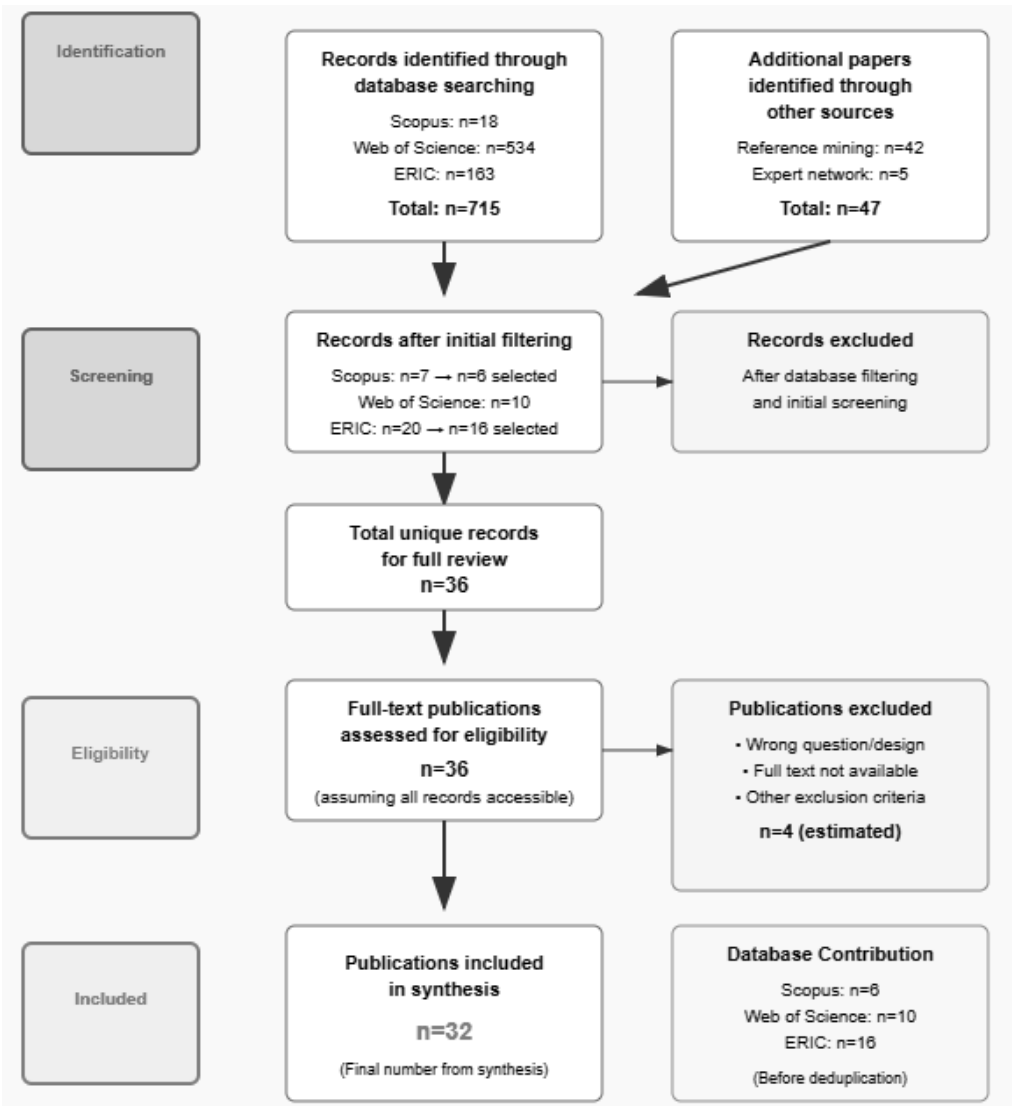 Identification
Records identified through
database searching
Scopus: n=18
Web of Science: n=534
ERIC: n=163
Total: n=715
Additional papers
identified through
other sources
Reference mining: n=42
Expert network: n=5
Total: n=47
Screening
Records after initial filtering
Scopus: n=7 → n=6 selected
Web of Science: n=10
ERIC: n=20 → n=16 selected
Records excluded
After database filtering
and initial screening
Total unique records
for full review
n=36
Eligibility
Full-text publications
assessed for eligibility
n=36
(assuming all records accessible)
Publications excluded
• Wrong question/design
• Full text not available
• Other exclusion criteria
n=4 (estimated)
Included
Publications included
in synthesis
n=32
(Final number from synthesis)
Database Contribution
Scopus: n=6
Web of Science: n=10
ERIC: n=16
(Before deduplication)